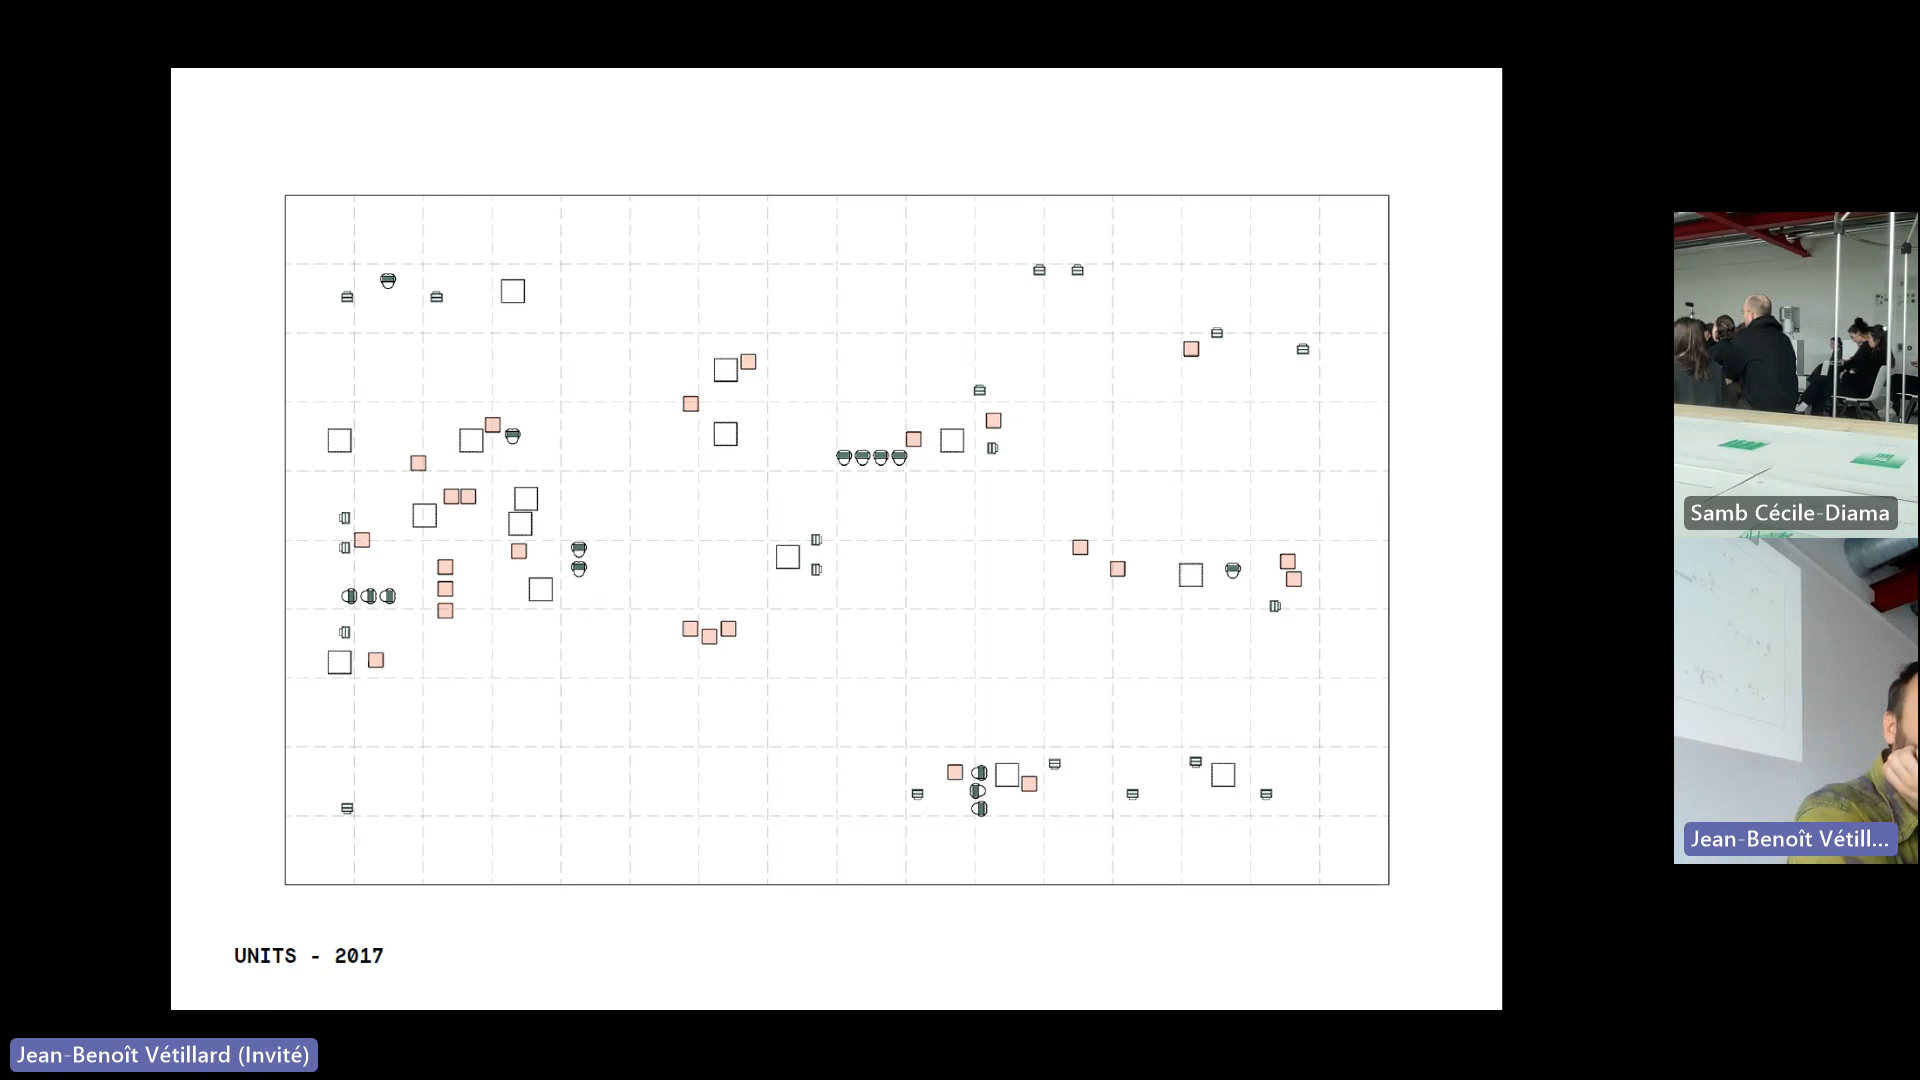 UNITS - 2017
Samb Cécile-Diama
Jean-Benoît Vétill...
Jean-Benoît Vétillard (Invité)